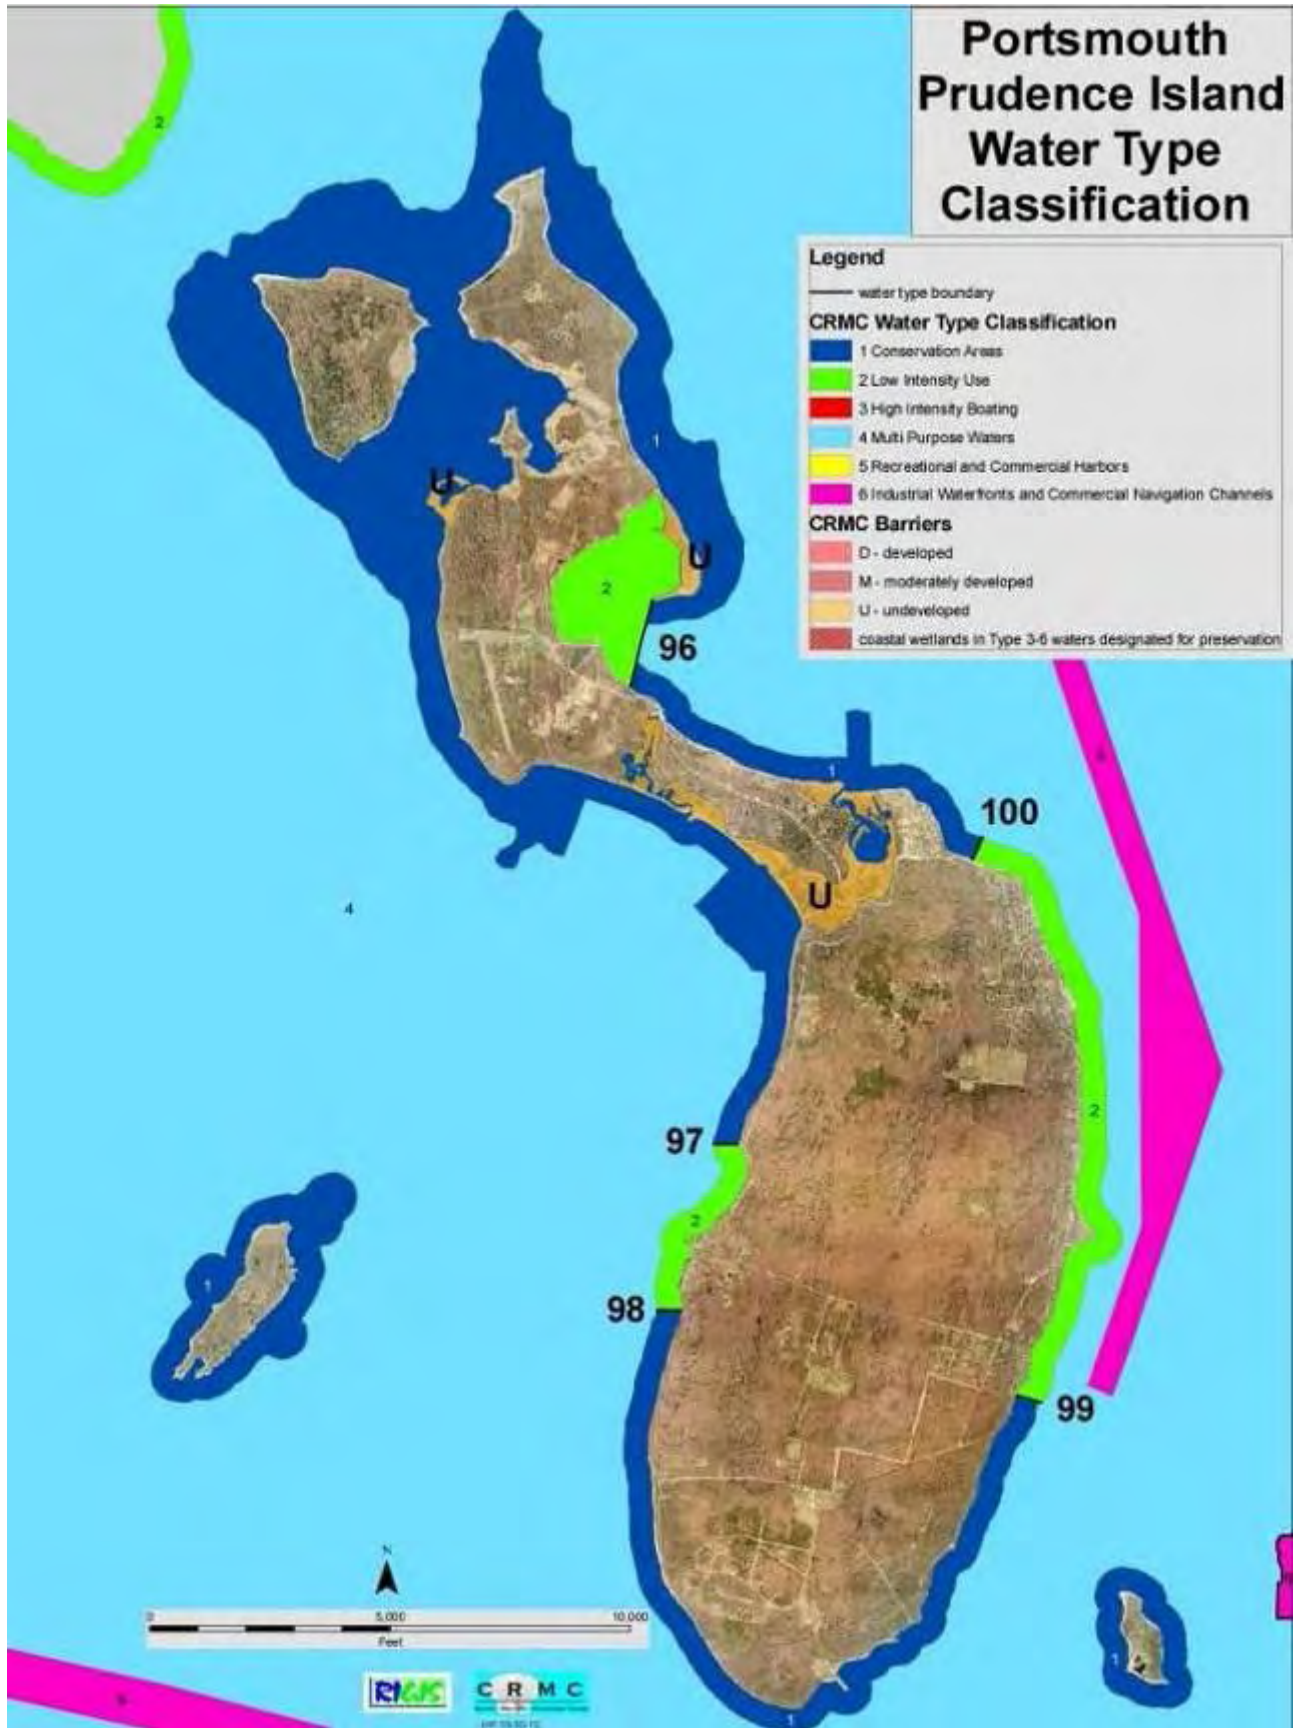 Portsmouth
Prudence Island
Water Type
Classification
Legend
water type boundary
CRMC Water Type Classification
1 Conservation Areas
2 Low Intensity Use
3 High Intensity Boating
4 Multi Purpose Waters
5 Recreational and Commercial Harbors
6 Industrial Waterfronts and Commercial Navigation Channels
CRMC Barriers
D - developed
M - moderately developed
U - undeveloped
coastal wetlands in Type 3-6 waters designated for preservation
2
1
U
U
2
96
6
1
100
U
4
97
2
2
98
1
99
N
0 5,000 10,000
Feet
1
6
RIGIS
CRMC
1